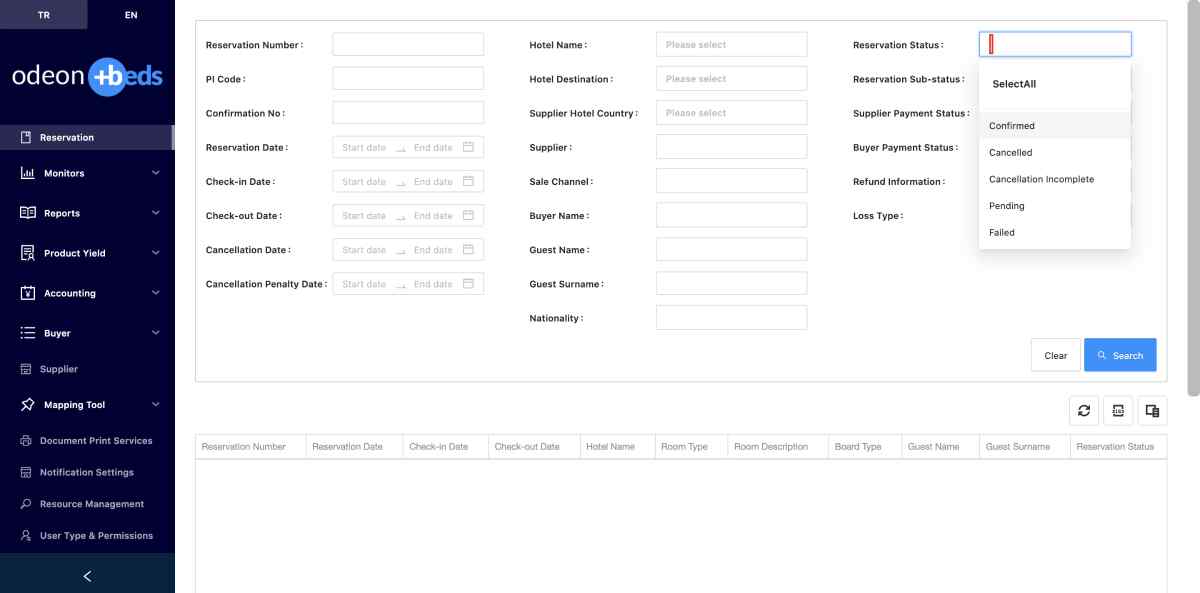 TR
EN
odeon +beds
Reservation
Monitors
Reports
Product Yield
Accounting
Buyer
Supplier
Mapping Tool
Document Print Services
Notification Settings
Resource Management
User Type & Permissions
Reservation Number :
PI Code :
Confirmation No :
Reservation Date : Start date End date
Check-in Date : Start date End date
Check-out Date : Start date End date
Cancellation Date : Start date End date
Cancellation Penalty Date : Start date End date
Hotel Name : Please select
Hotel Destination : Please select
Supplier Hotel Country : Please select
Supplier :
Sale Channel :
Buyer Name :
Guest Name :
Guest Surname :
Nationality :
Reservation Status :
Reservation Sub-status :
Supplier Payment Status :
Buyer Payment Status :
Refund Information :
Loss Type :
SelectAll
Confirmed
Cancelled
Cancellation Incomplete
Pending
Failed
Clear
Search
Reservation Number Reservation Date Check-in Date Check-out Date Hotel Name Room Type Room Description Board Type Guest Name Guest Surname Reservation Status